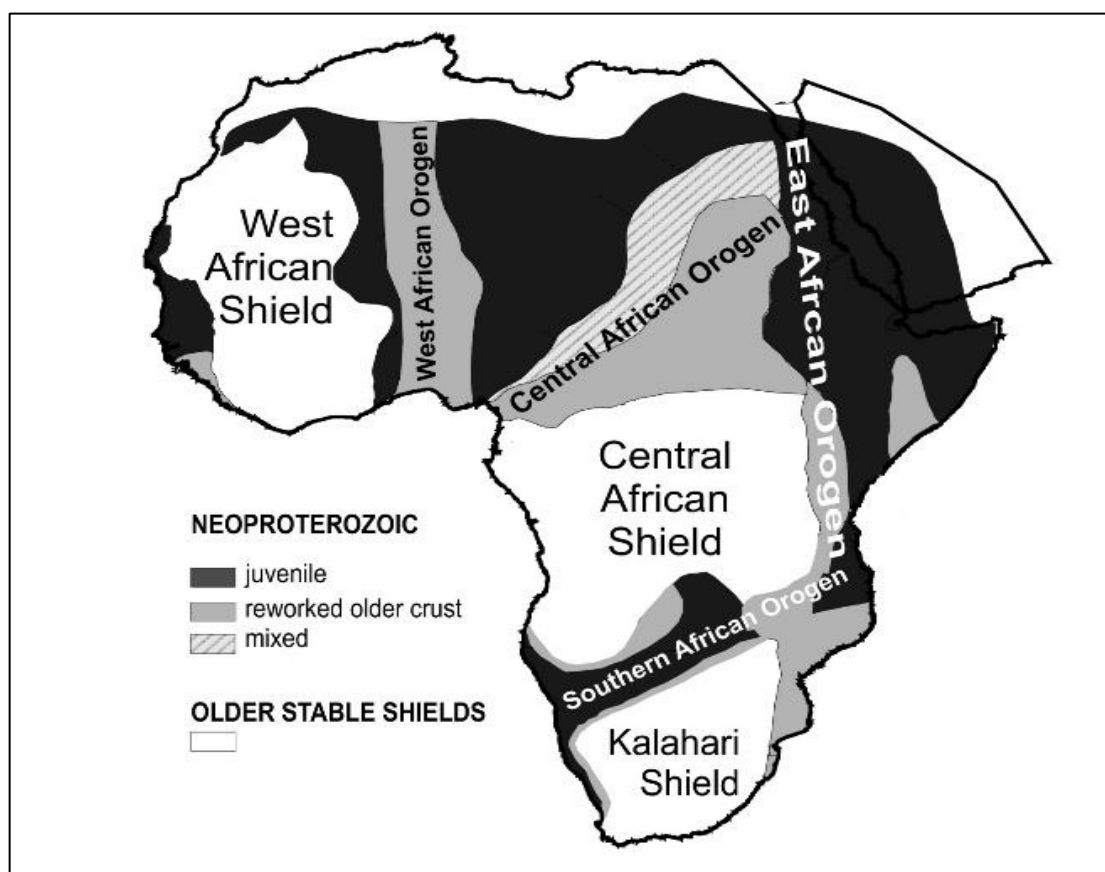 West
African
Shield
West African Orogen
Central African Orogen
East Afrcan Orogen
Central
African
Shield
Southern African Orogen
Kalahari
Shield
NEOPROTEROZOIC
juvenile
reworked older crust
mixed
OLDER STABLE SHIELDS